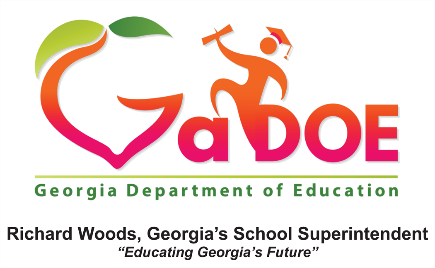 GaDOE
Georgia Department of Education
Richard Woods, Georgia's School Superintendent
"Educating Georgia's Future"